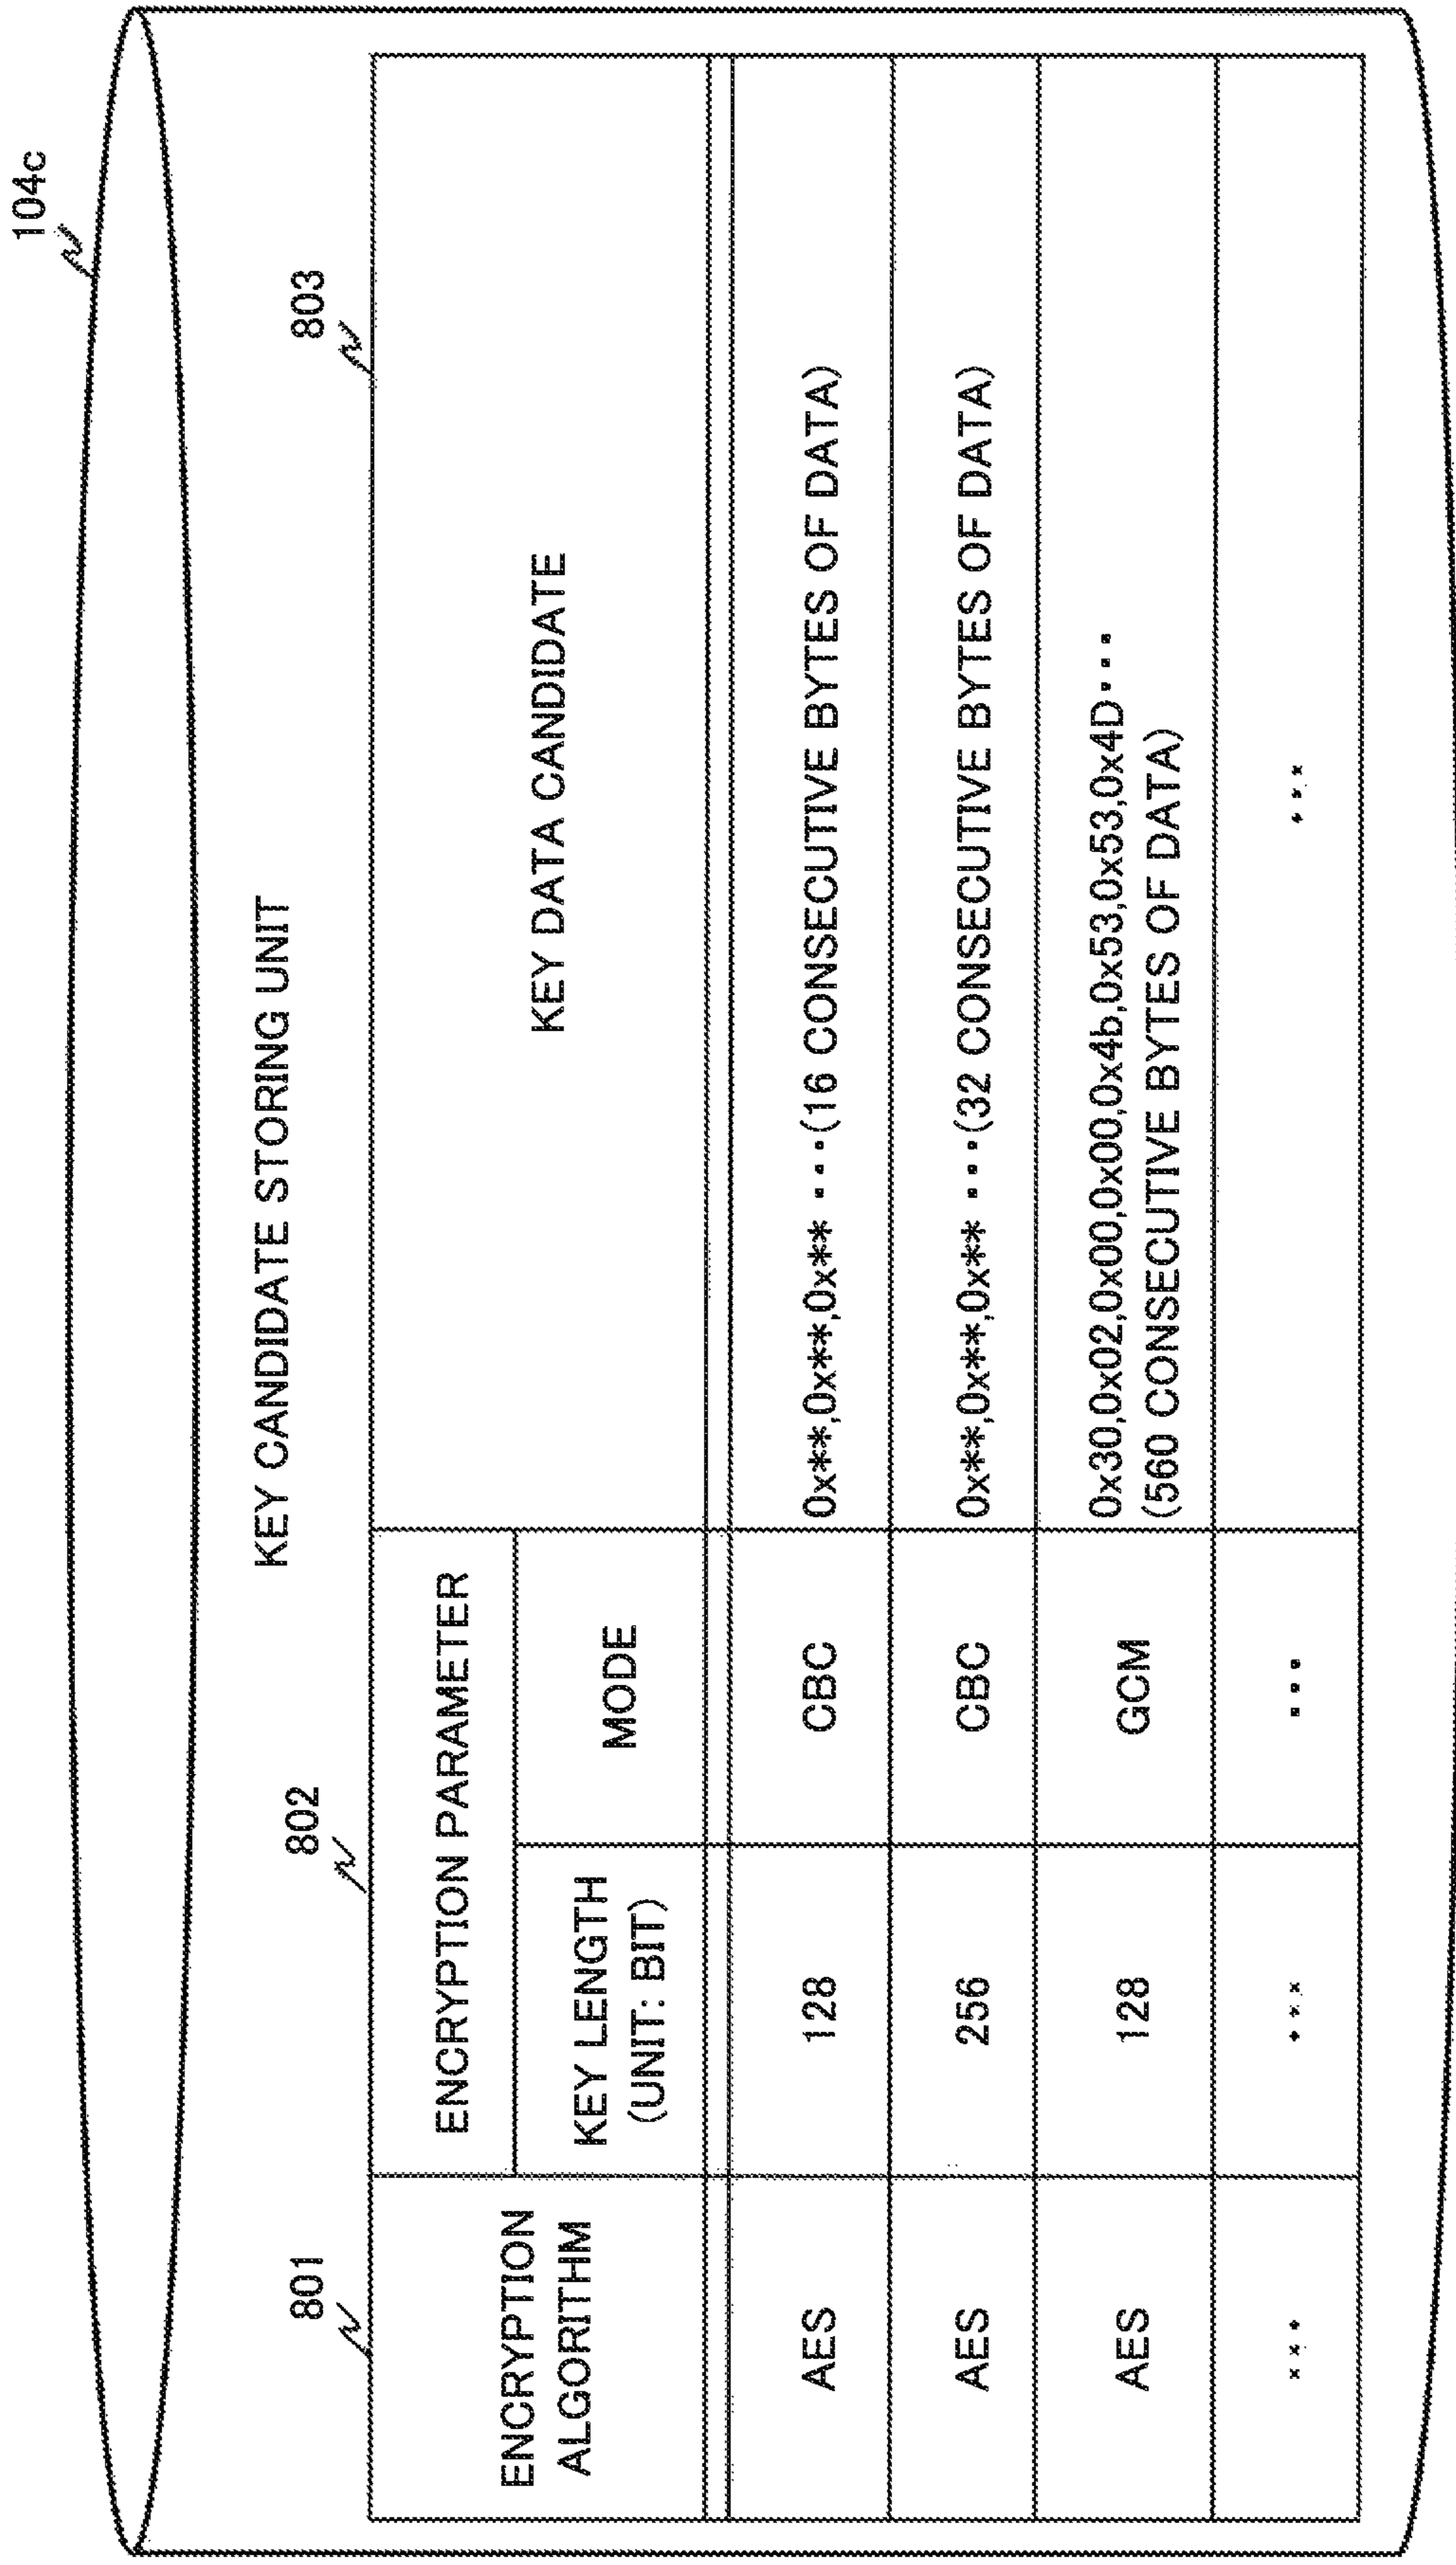 104c
KEY CANDIDATE STORING UNIT
801
802
803
ENCRYPTION
ALGORITHM
ENCRYPTION PARAMETER
KEY LENGTH
(UNIT: BIT)
MODE
KEY DATA CANDIDATE
AES
128
CBC
0x**,0x**,0x** ···(16 CONSECUTIVE BYTES OF DATA)
AES
256
CBC
0x**,0x**,0x** ···(32 CONSECUTIVE BYTES OF DATA)
AES
128
GCM
0x30,0x02,0x00,0x00,0x4b,0x53,0x53,0x4D···
(560 CONSECUTIVE BYTES OF DATA)
···
···
···
···